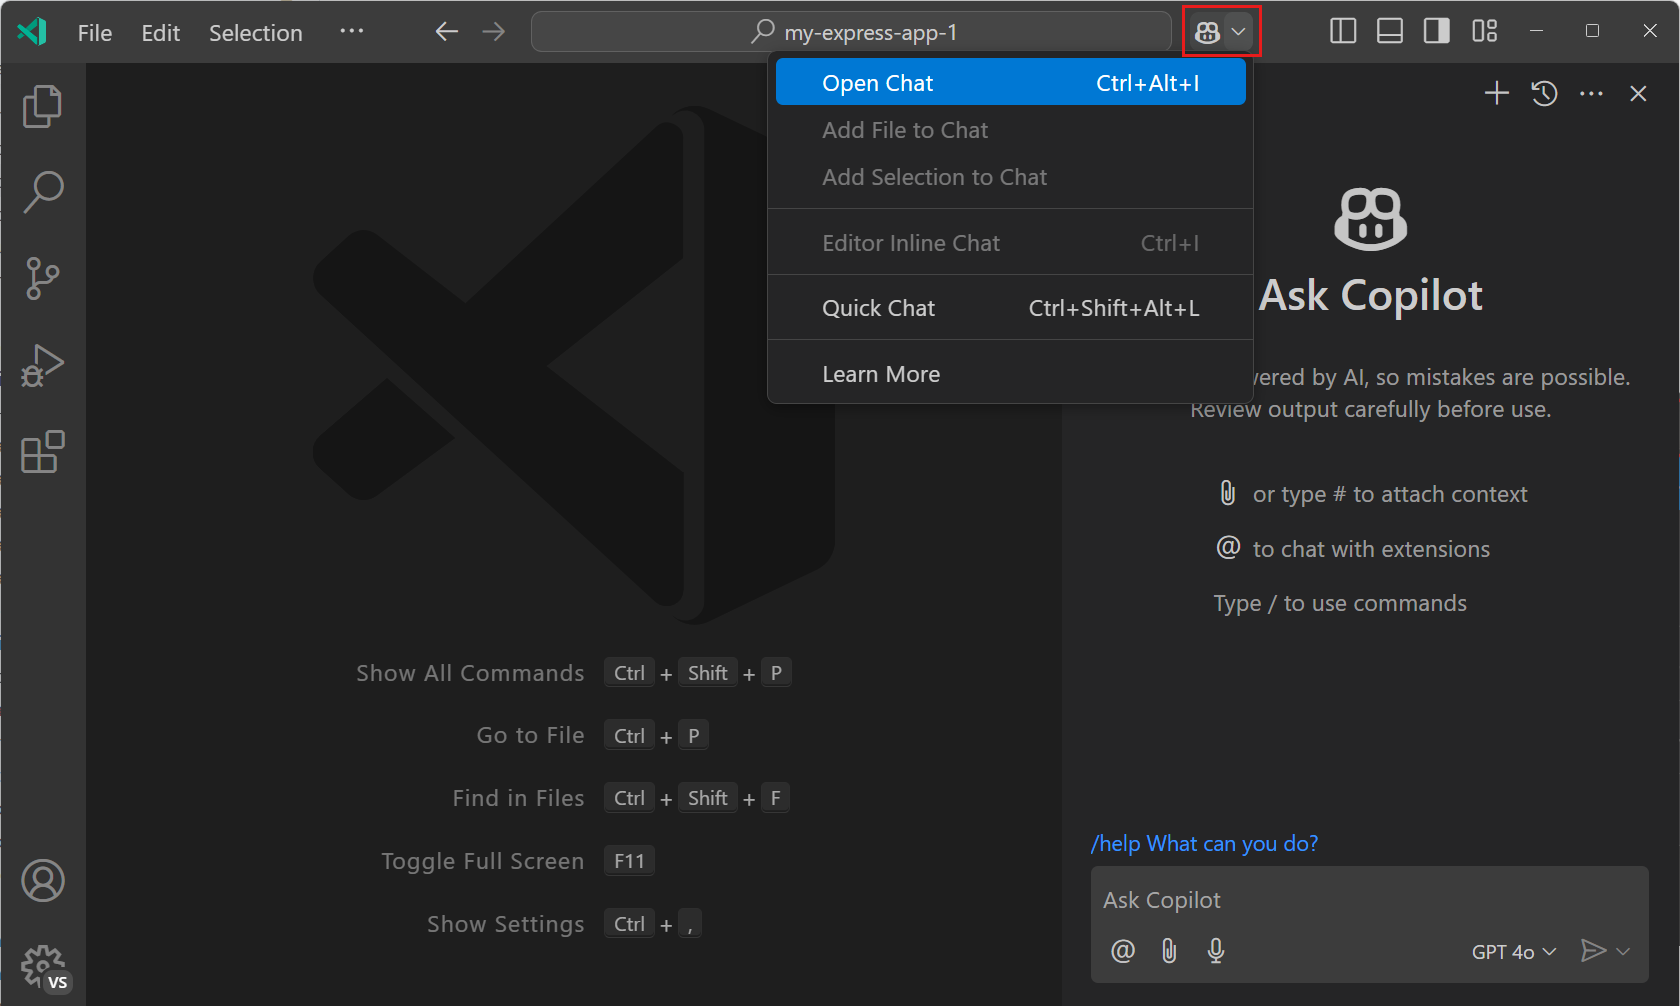 File Edit Selection ··· my-express-app-1
Open Chat Ctrl+Alt+I
Add File to Chat
Add Selection to Chat
Editor Inline Chat Ctrl+I
Quick Chat Ctrl+Shift+Alt+L
Learn More
Ask Copilot
ered by AI, so mistakes are possible.
Review output carefully before use.
or type # to attach context
@ to chat with extensions
Type / to use commands
Show All Commands Ctrl + Shift + P
Go to File Ctrl + P
Find in Files Ctrl + Shift + F
Toggle Full Screen F11
Show Settings Ctrl + ,
/help What can you do?
Ask Copilot
@ GPT 4o
VS